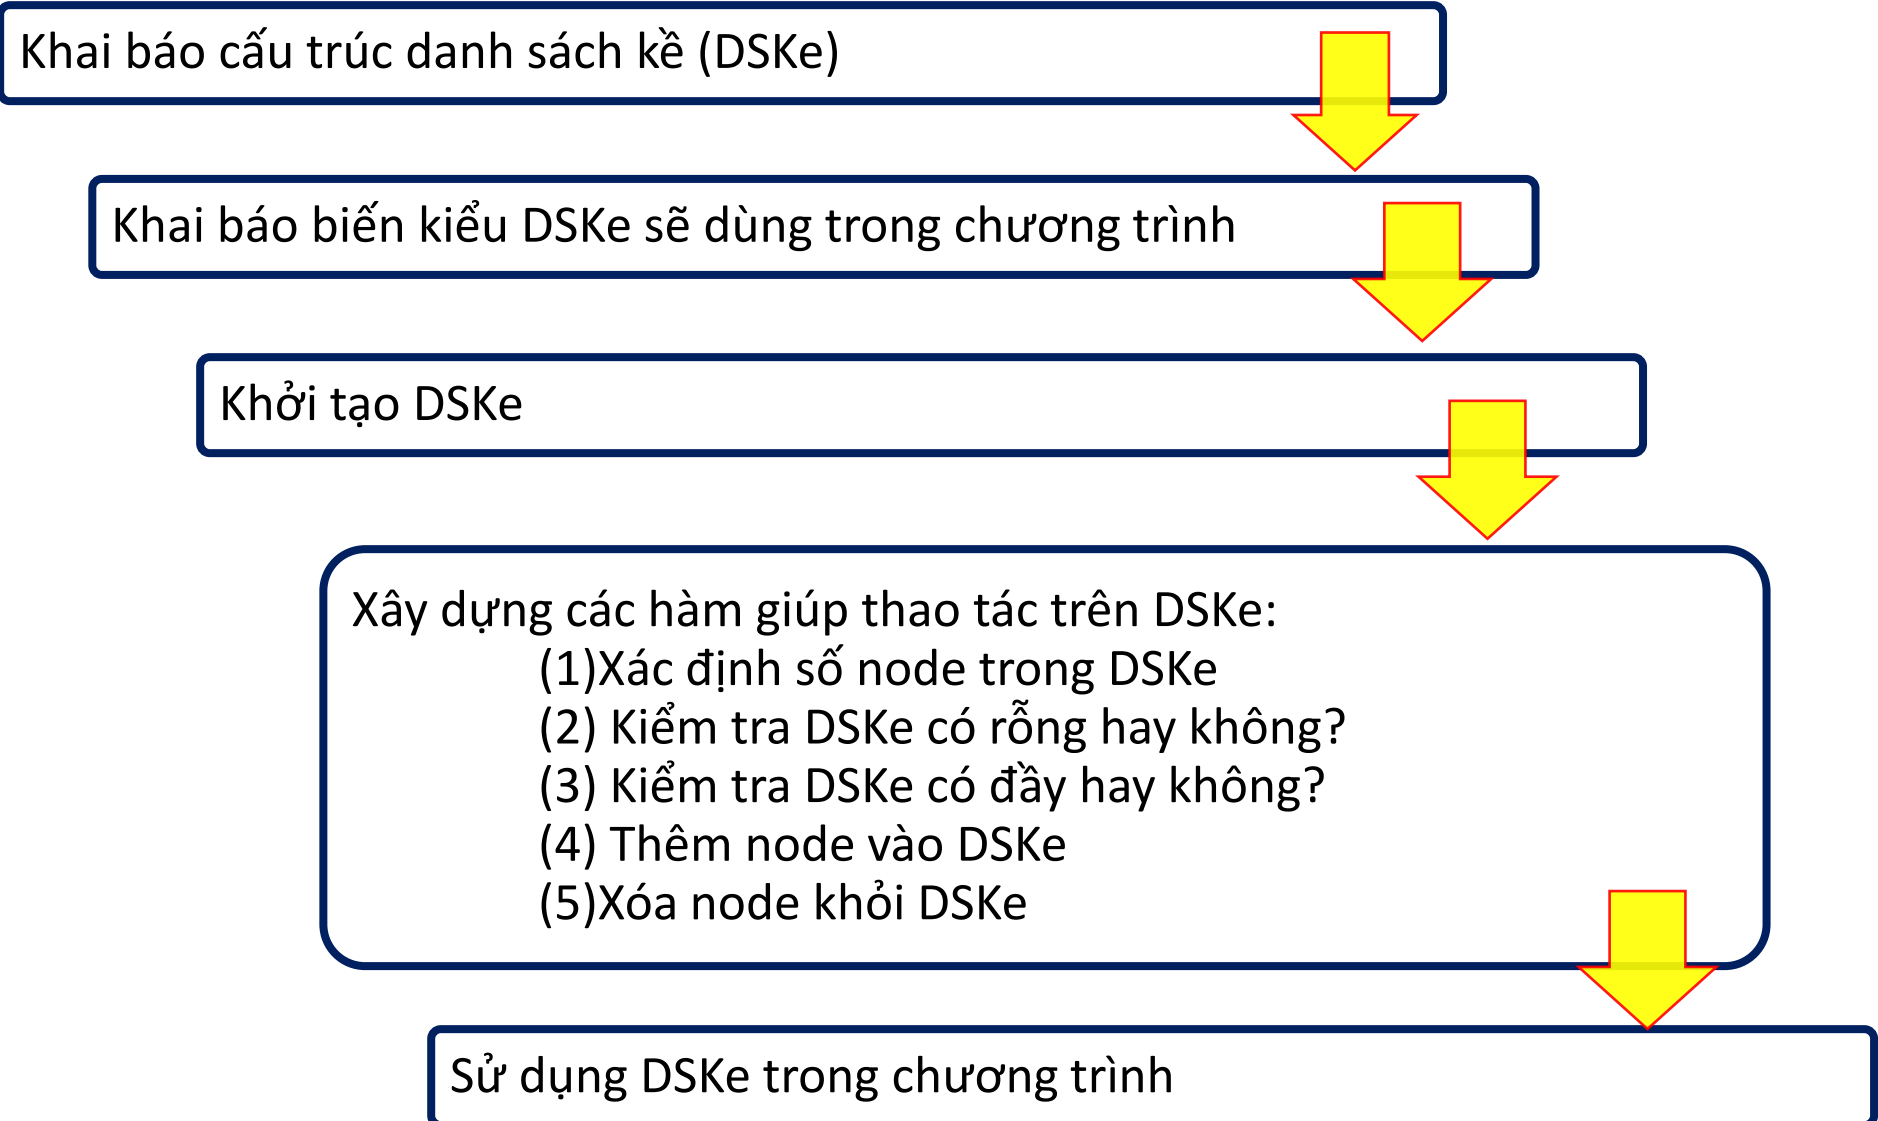 Khai báo cấu trúc danh sách kề (DSKe)
Khai báo biến kiểu DSKe sẽ dùng trong chương trình
Khởi tạo DSKe
Xây dựng các hàm giúp thao tác trên DSKe:
(1)Xác định số node trong DSKe
(2) Kiểm tra DSKe có rỗng hay không?
(3) Kiểm tra DSKe có đầy hay không?
(4) Thêm node vào DSKe
(5)Xóa node khỏi DSKe
Sử dụng DSKe trong chương trình